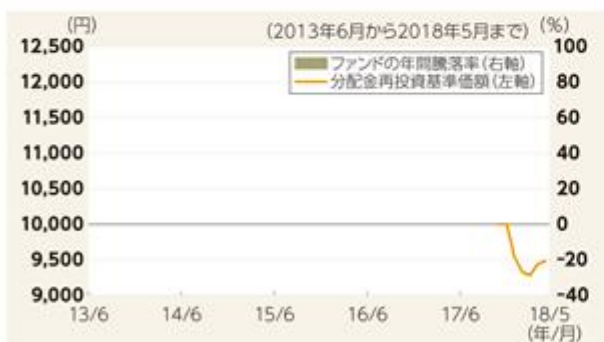 (円) (2013年6月から2018年5月まで) (%)
12,500 100
ファンドの年間騰落率(右軸)
12,000 80
分配金再投資基準価額(左軸)
11,500 60
11,000 40
10,500 20
10,000 0
9,500 -20
9,000 -40
13/6 14/6 15/6 16/6 17/6 18/5
(年/月)